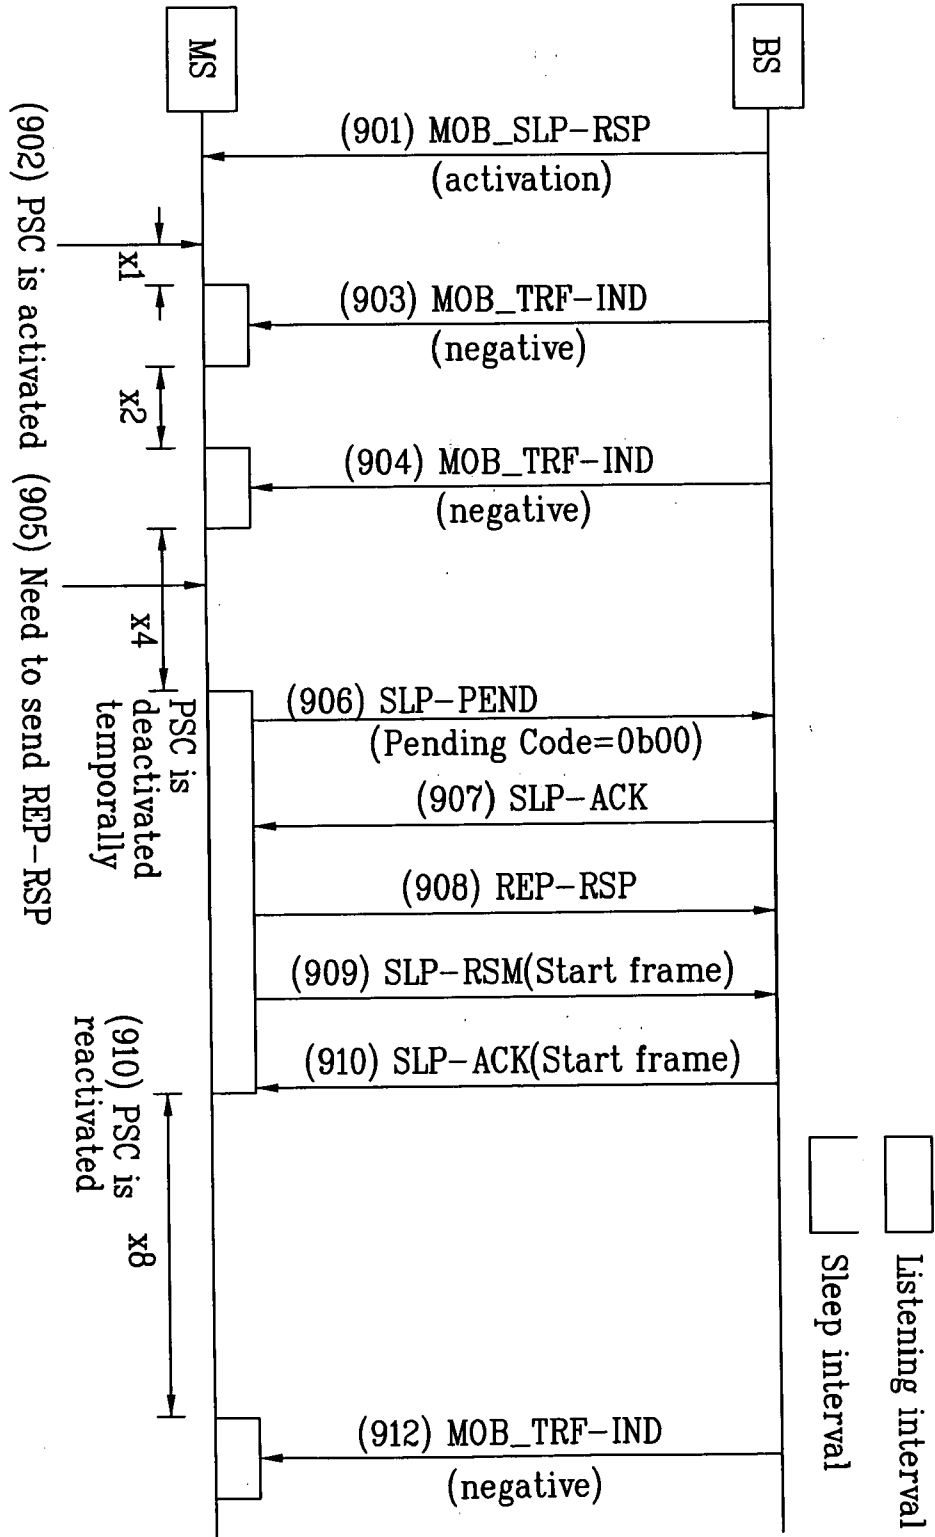 MS
BS
(901) MOB_SLP-RSP
(activation)
(902) PSC is activated
x1
(903) MOB_TRF-IND
(negative)
x2
(904) MOB_TRF-IND
(negative)
(905) Need to send REP-RSP
x4
PSC is
deactivated
temporally
(906) SLP-PEND
(Pending Code=0b00)
(907) SLP-ACK
(908) REP-RSP
(909) SLP-RSM(Start frame)
(910) SLP-ACK(Start frame)
(910) PSC is
reactivated
x8
(912) MOB_TRF-IND
(negative)
Listening interval
Sleep interval